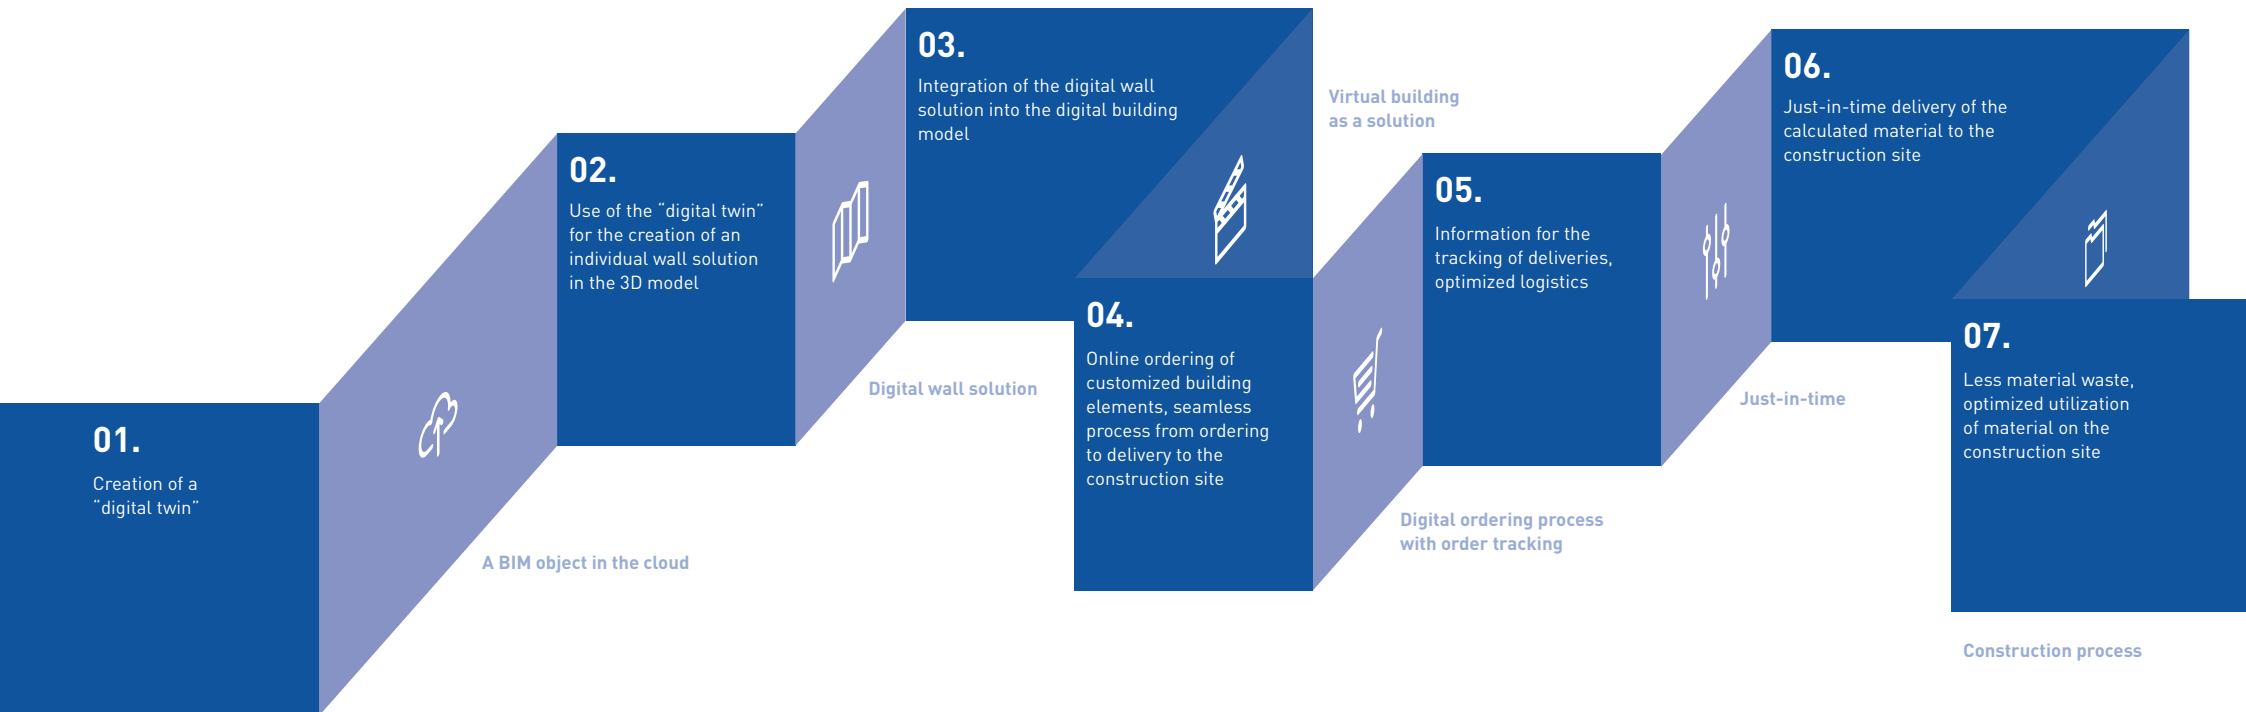 01.
Creation of a
“digital twin”
A BIM object in the cloud
02.
Use of the “digital twin”
for the creation of an
individual wall solution
in the 3D model
Digital wall solution
03.
Integration of the digital wall
solution into the digital building
model
Virtual building
as a solution
04.
Online ordering of
customized building
elements, seamless
process from ordering
to delivery to the
construction site
Digital ordering process
with order tracking
05.
Information for the
tracking of deliveries,
optimized logistics
Just-in-time
06.
Just-in-time delivery of the
calculated material to the
construction site
07.
Less material waste,
optimized utilization
of material on the
construction site
Construction process